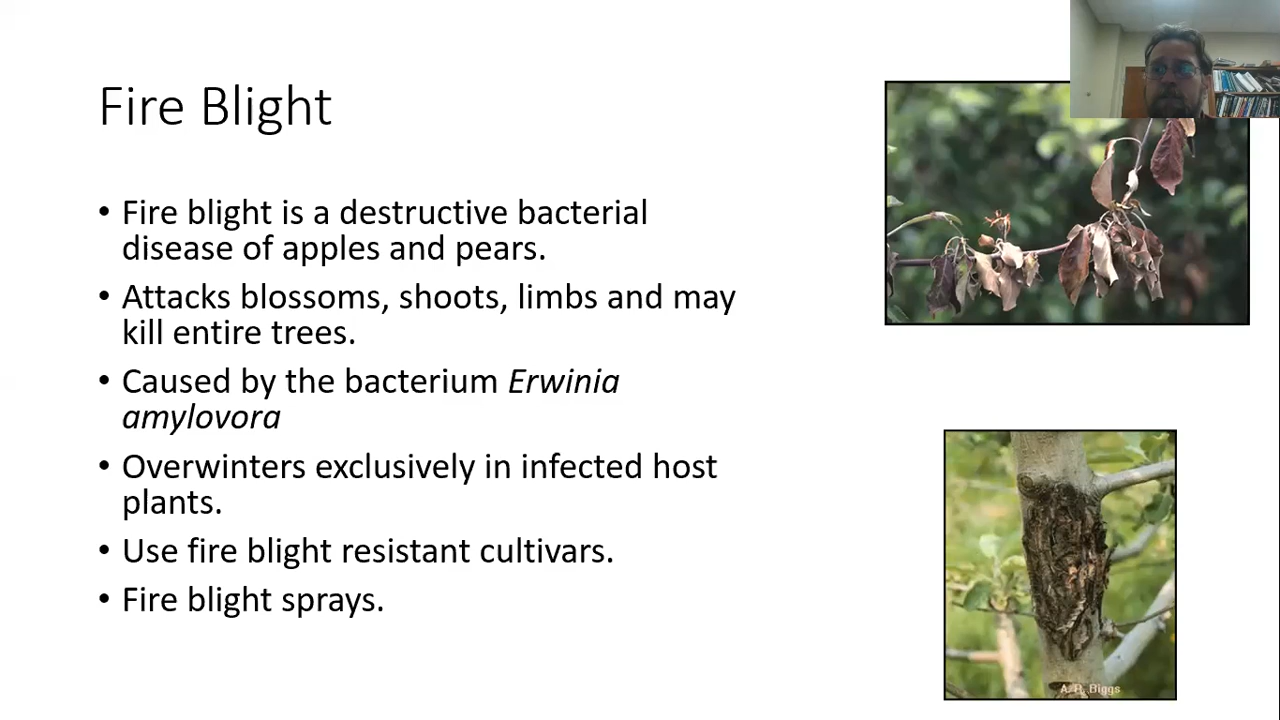 Fire Blight
• Fire blight is a destructive bacterial
disease of apples and pears.
• Attacks blossoms, shoots, limbs and may
kill entire trees.
• Caused by the bacterium Erwinia
amylovora
• Overwinters exclusively in infected host
plants.
• Use fire blight resistant cultivars.
• Fire blight sprays.
A. R. Biggs